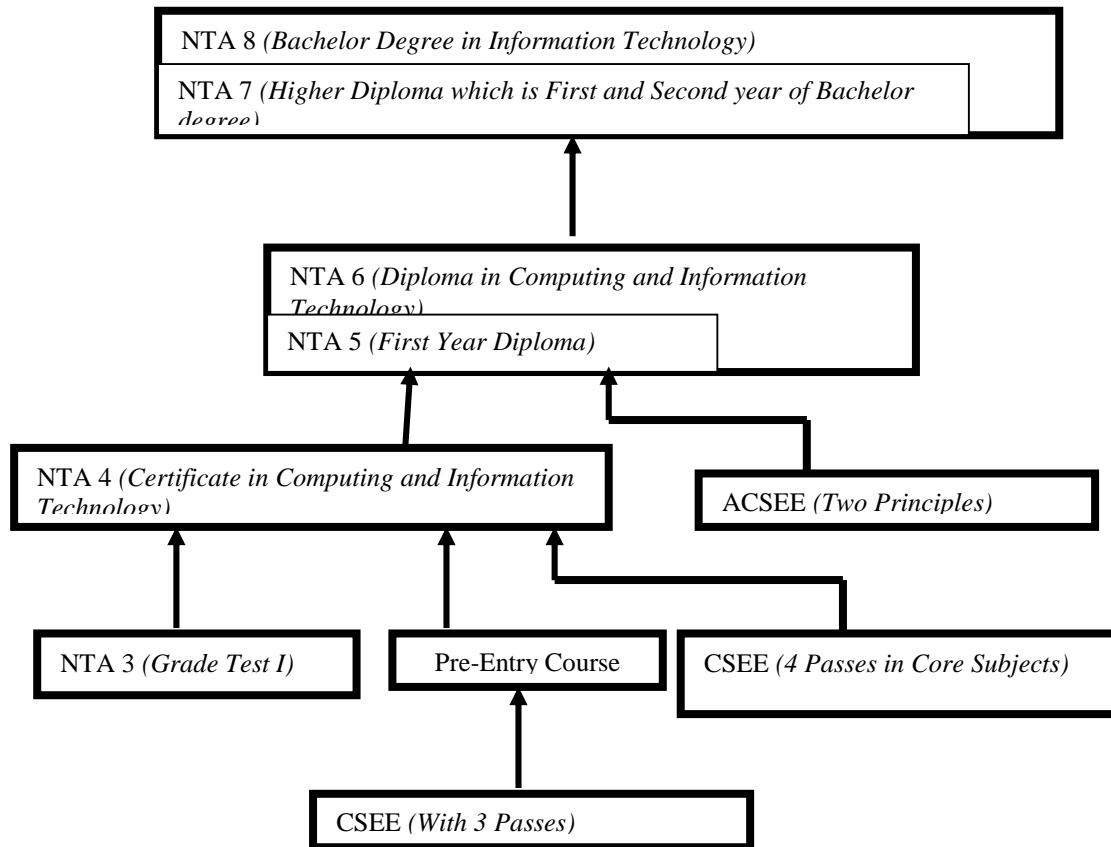 NTA 8 (Bachelor Degree in Information Technology)
NTA 7 (Higher Diploma which is First and Second year of Bachelor
degree)
NTA 6 (Diploma in Computing and Information
Technology)
NTA 5 (First Year Diploma)
NTA 4 (Certificate in Computing and Information
Technology)
ACSEE (Two Principles)
NTA 3 (Grade Test I)
Pre-Entry Course
CSEE (4 Passes in Core Subjects)
CSEE (With 3 Passes)